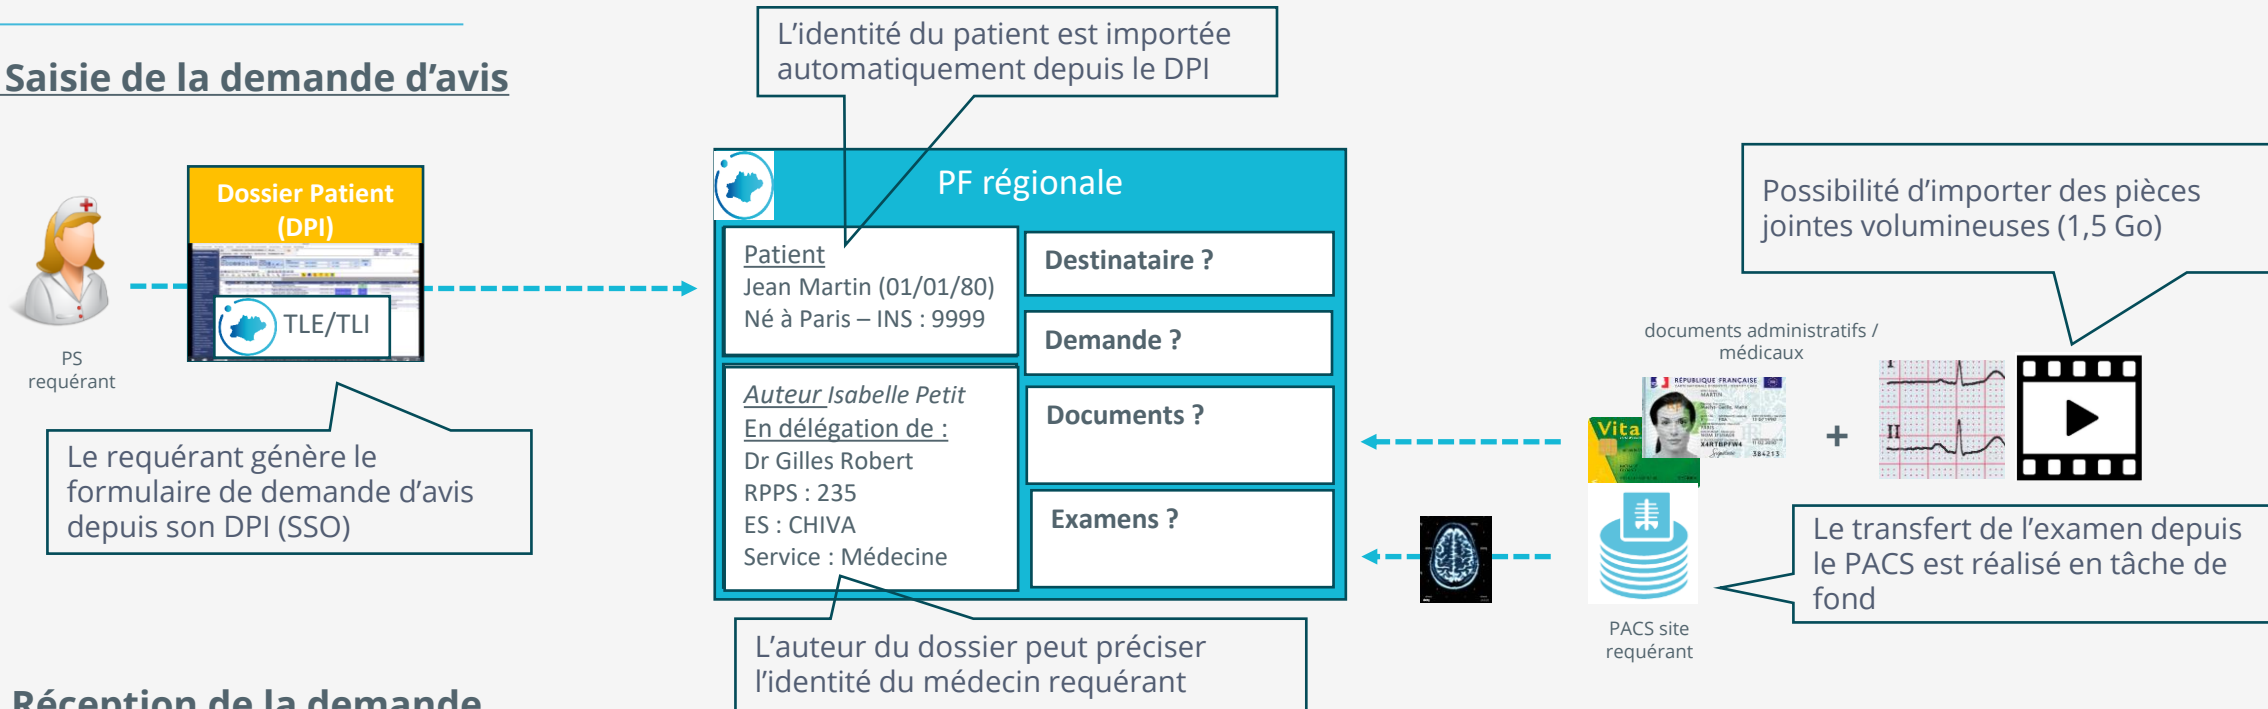 L'identité du patient est importée
automatiquement depuis le DPI
Saisie de la demande d'avis
Dossier Patient
(DPI)
TLE/TLI
PS
requérant
Le requérant génère le
formulaire de demande d'avis
depuis son DPI (SSO)
PF régionale
Patient
Jean Martin (01/01/80)
Né à Paris – INS : 9999
Auteur Isabelle Petit
En délégation de :
Dr Gilles Robert
RPPS : 235
ES : CHIVA
Service : Médecine
Destinataire ?
Demande ?
Documents ?
Examens ?
L'auteur du dossier peut préciser
l'identité du médecin requérant
Possibilité d'importer des pièces
jointes volumineuses (1,5 Go)
documents administratifs /
médicaux
RÉPUBLIQUE FRANÇAISE
MARTIN
X4RTBPFW4
384213
Vita
+
I
II
Le transfert de l'examen depuis
le PACS est réalisé en tâche de
fond
PACS site
requérant
Réception de la demande